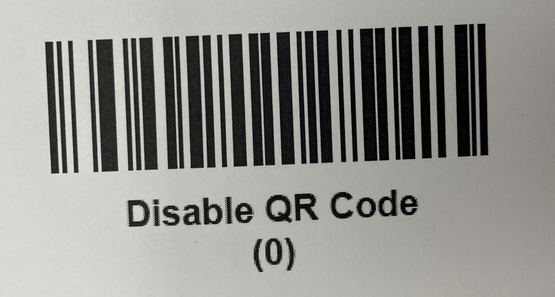 Disable QR Code
(0)